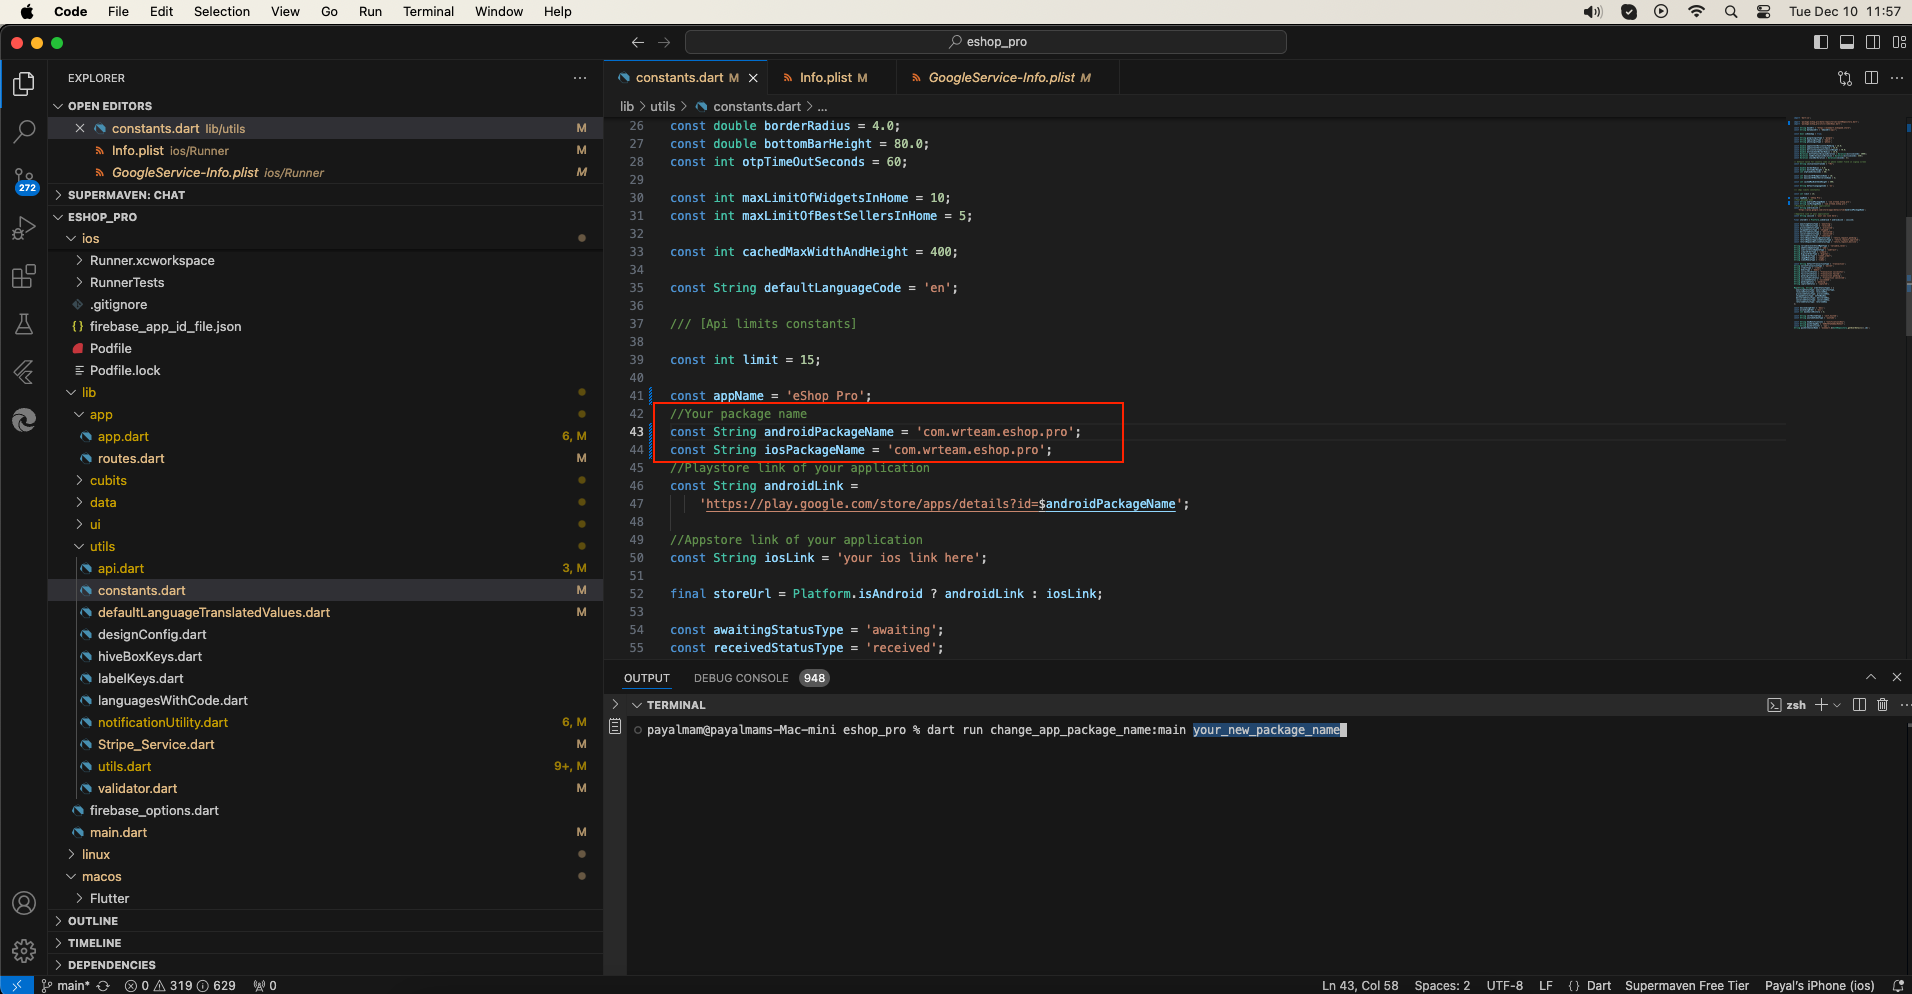 Code File Edit Selection View Go Run Terminal Window Help
Tue Dec 10 11:57
eshop_pro
EXPLORER
OPEN EDITORS
constants.dart lib/utils M
Info.plist ios/Runner M
GoogleService-Info.plist ios/Runner M
272
SUPERMAVEN: CHAT
ESHOP_PRO
ios
Runner.xcworkspace
RunnerTests
.gitignore
firebase_app_id_file.json
Podfile
Podfile.lock
lib
app
app.dart 6, M
routes.dart M
cubits
data
ui
utils
api.dart 3, M
constants.dart M
defaultLanguageTranslatedValues.dart M
designConfig.dart
hiveBoxKeys.dart
labelKeys.dart
languagesWithCode.dart
notificationUtility.dart 6, M
Stripe_Service.dart M
utils.dart 9+, M
validator.dart M
firebase_options.dart
main.dart M
linux
macos
Flutter
OUTLINE
TIMELINE
DEPENDENCIES
constants.dart M Info.plist M GoogleService-Info.plist M
lib > utils > constants.dart > ...
26 const double borderRadius = 4.0;
27 const double bottomBarHeight = 80.0;
28 const int otpTimeOutSeconds = 60;
29
30 const int maxLimitOfWidgetsInHome = 10;
31 const int maxLimitOfBestSellersInHome = 5;
32
33 const int cachedMaxWidthAndHeight = 400;
34
35 const String defaultLanguageCode = 'en';
36
37 /// [Api limits constants]
38
39 const int limit = 15;
40
41 const appName = 'eShop Pro';
42 //Your package name
43 const String androidPackageName = 'com.wrteam.eshop.pro';
44 const String iosPackageName = 'com.wrteam.eshop.pro';
45 //Playstore link of your application
46 const String androidLink =
47 'https://play.google.com/store/apps/details?id=$androidPackageName';
48
49 //Appstore link of your application
50 const String iosLink = 'your ios link here';
51
52 final storeUrl = Platform.isAndroid ? androidLink : iosLink;
53
54 const awaitingStatusType = 'awaiting';
55 const receivedStatusType = 'received';
OUTPUT DEBUG CONSOLE 948
TERMINAL zsh
payalmam@payalmams-Mac-mini eshop_pro % dart run change_app_package_name:main your_new_package_name
main* 0 319 629 0 Ln 43, Col 58 Spaces: 2 UTF-8 LF {} Dart Supermaven Free Tier Payal's iPhone (ios)